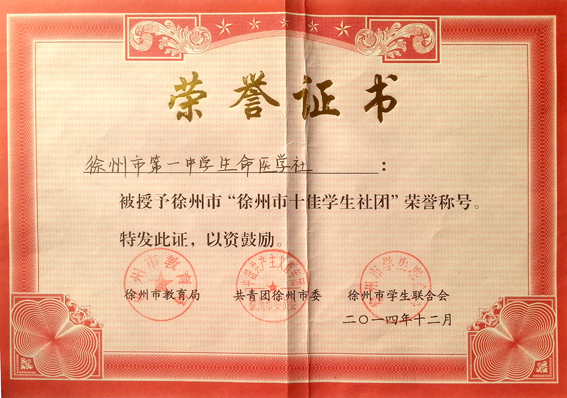 荣誉证书
徐州市第一中学生命医学社：
被授予徐州市“徐州市十佳学生社团”荣誉称号。
特发此证，以资鼓励。
徐州市教育局 共青团徐州市委 徐州市学生联合会
二〇一四年十二月